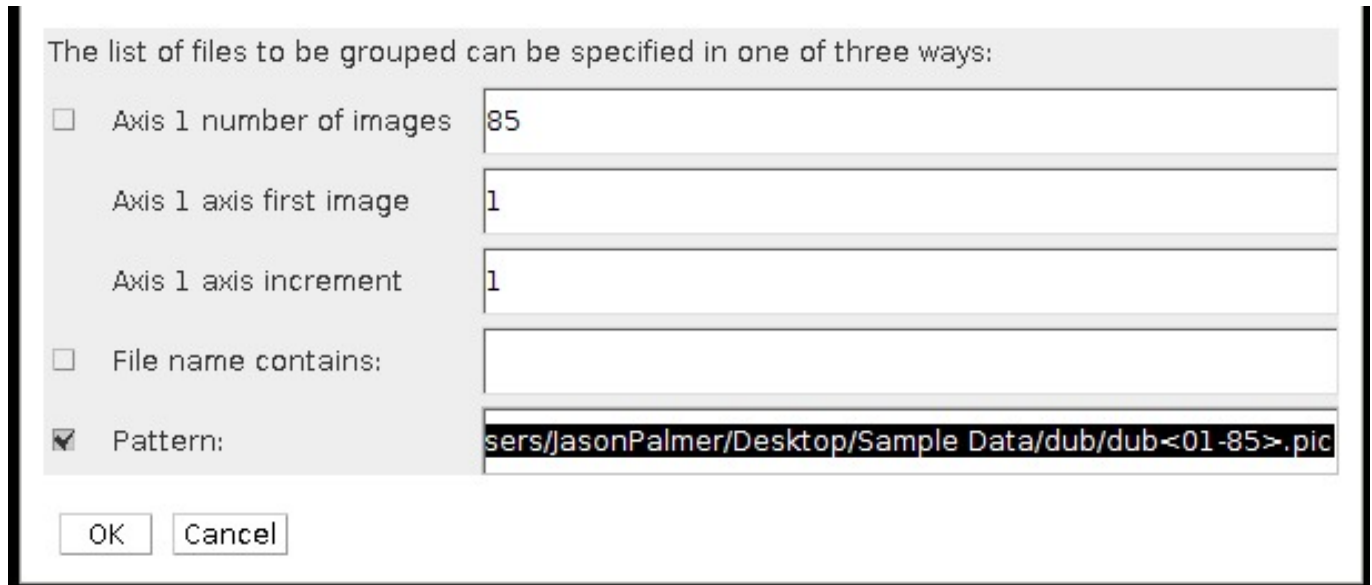 The list of files to be grouped can be specified in one of three ways:
Axis 1 number of images 85
Axis 1 axis first image 1
Axis 1 axis increment 1
File name contains:
Pattern: sers/JasonPalmer/Desktop/Sample Data/dub/dub<01-85>.pic
OK Cancel